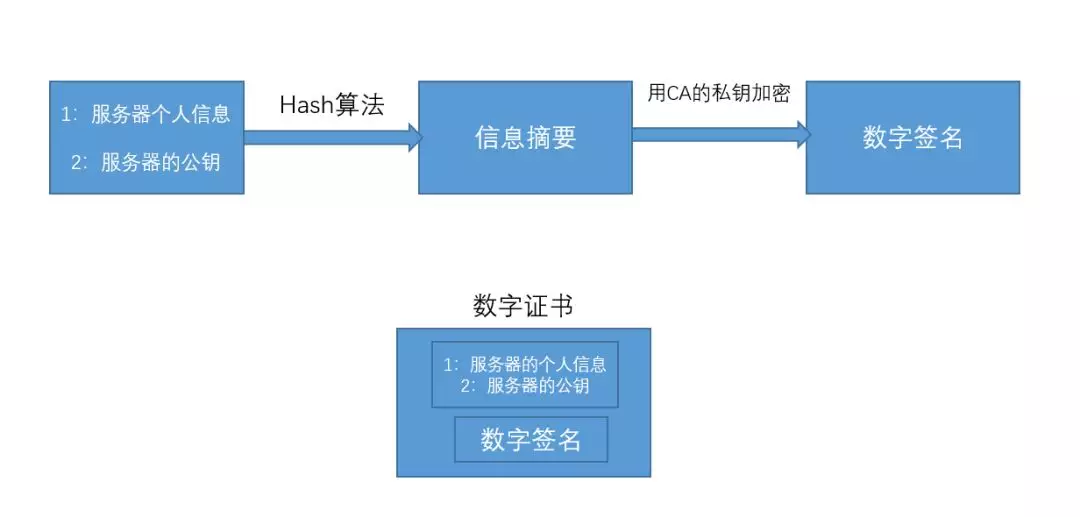 1：服务器个人信息
2：服务器的公钥
Hash算法
信息摘要
用CA的私钥加密
数字签名
数字证书
1：服务器的个人信息
2：服务器的公钥
数字签名